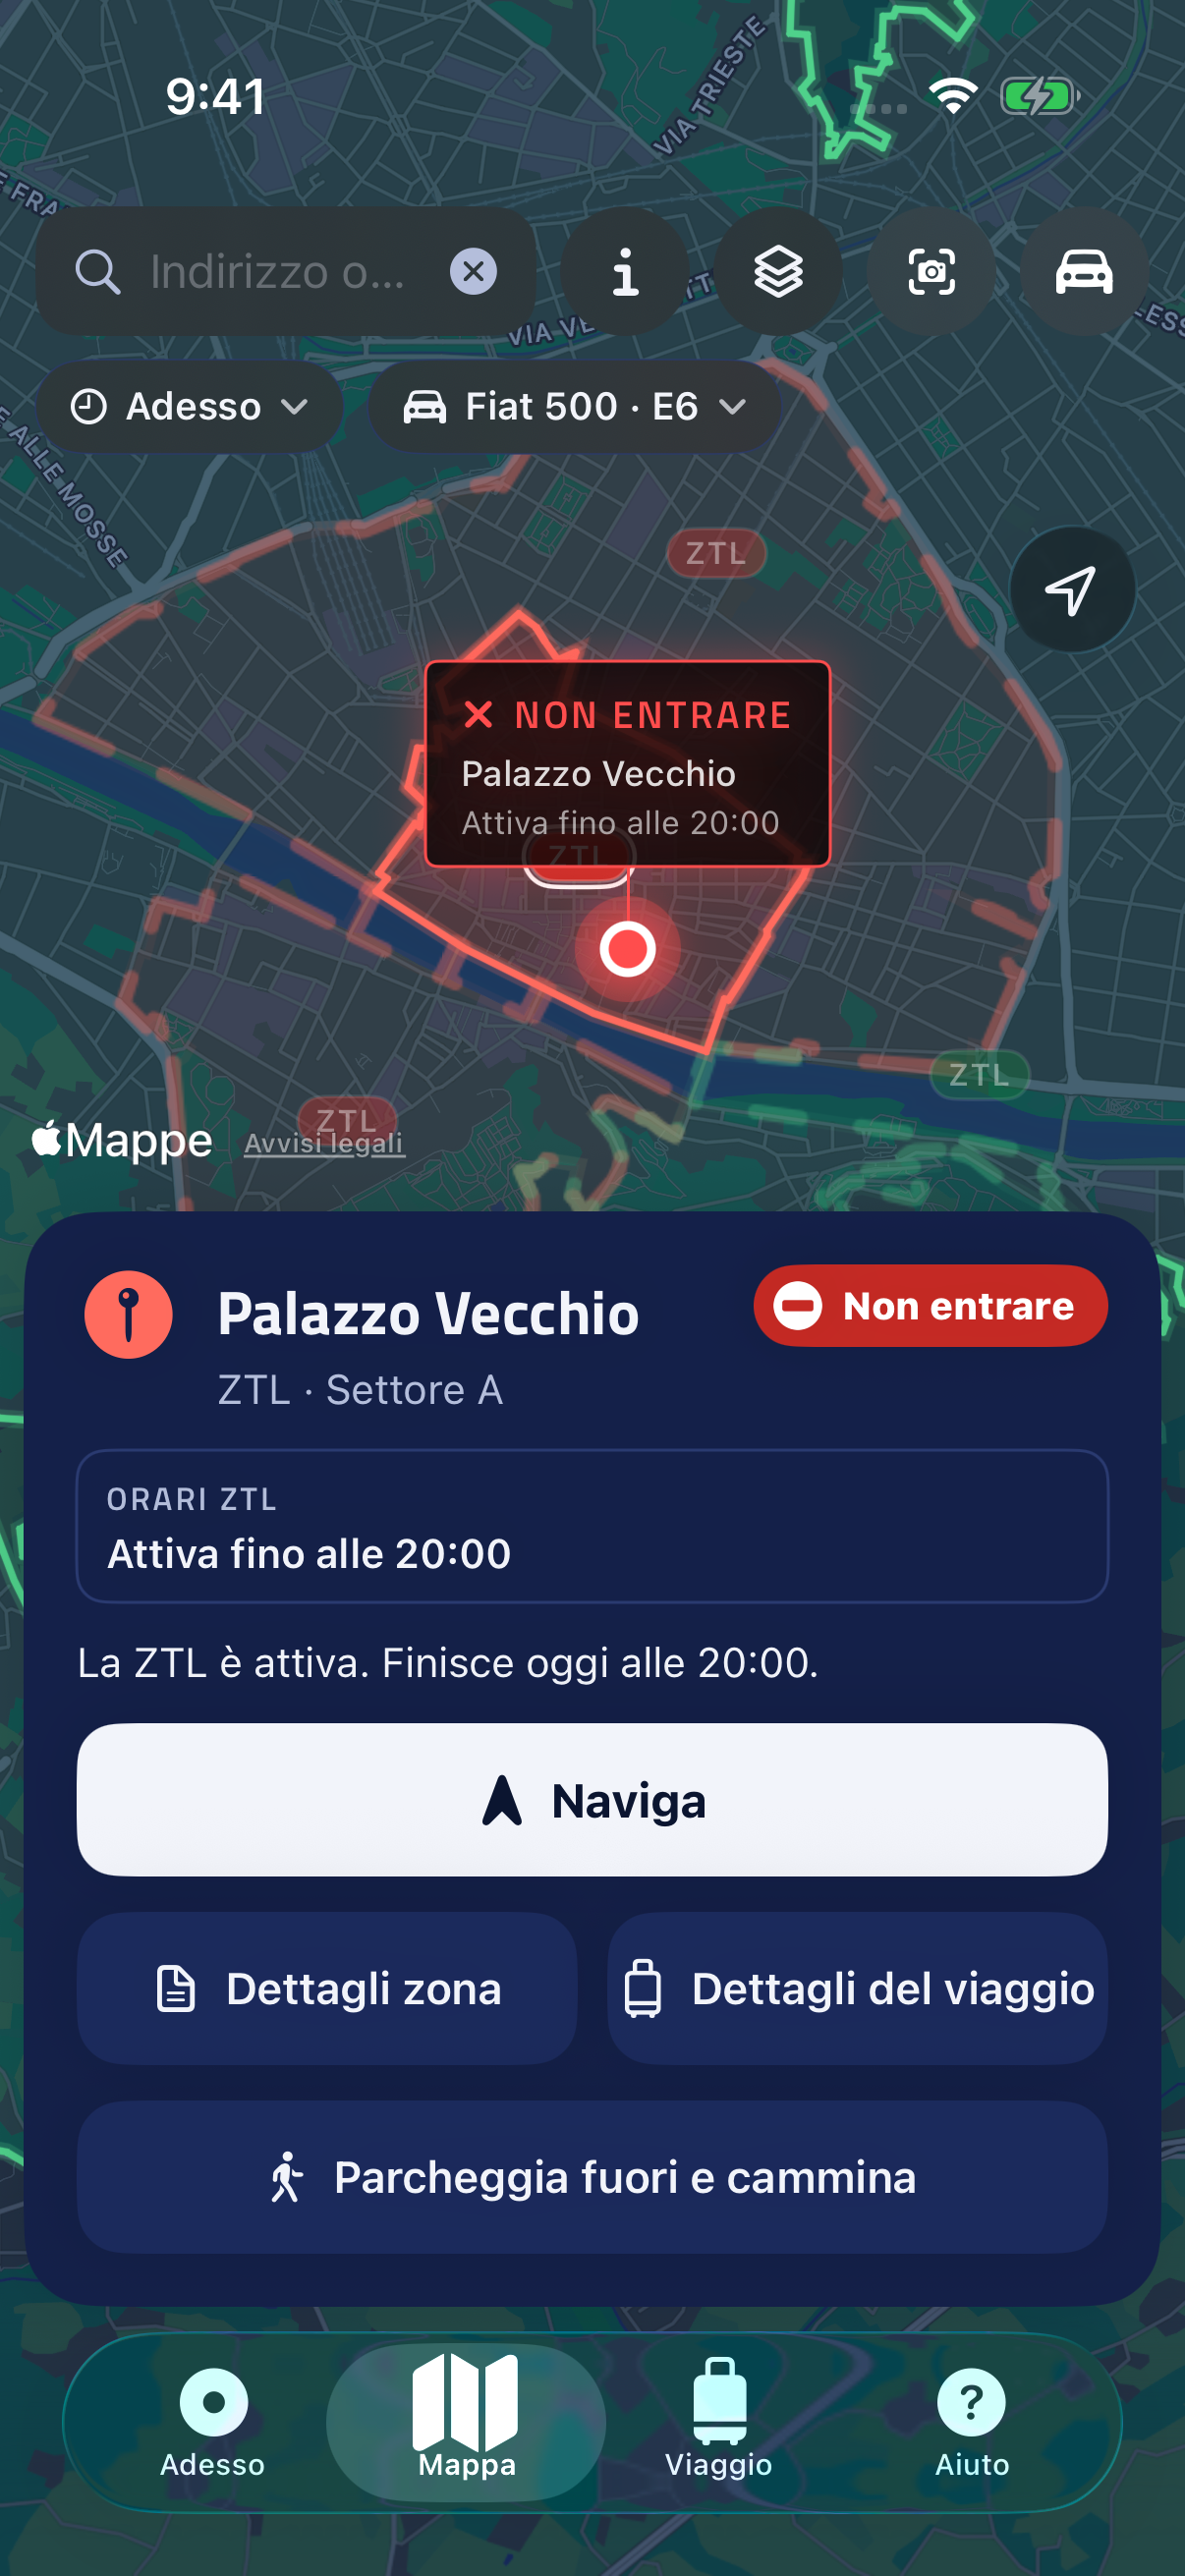 9:41
VIA TRIESTE
Indirizzo o...
Adesso
Fiat 500 · E6
ALLE MOSSE
ZTL
NON ENTRARE
Palazzo Vecchio
Attiva fino alle 20:00
ZTL
ZTL
ZTL
Mappe
Avvisi legali
Palazzo Vecchio
Non entrare
ZTL · Settore A
ORARI ZTL
Attiva fino alle 20:00
La ZTL è attiva. Finisce oggi alle 20:00.
Naviga
Dettagli zona
Dettagli del viaggio
Parcheggia fuori e cammina
Adesso
Mappa
Viaggio
Aiuto